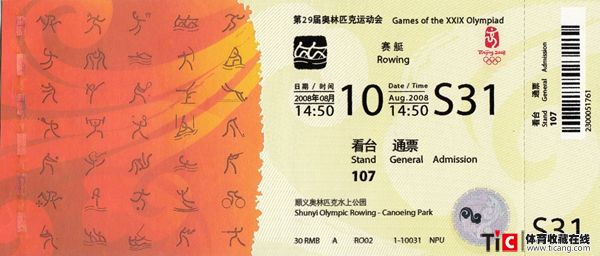 第29届奥林匹克运动会 Games of the XXIX Olympiad
赛 艇
Rowing
Beijing 2008
日期 / 时间
2008年08月
14:50
10
Date / Time
Aug.2008
14:50
S31
看台 通票
Stand General Admission
107
顺义奥林匹克水上公园
Shunyi Olympic Rowing - Canoeing Park
30 RMB A RO02 1-10031 NPU
看台 通票
Stand General Admission
107
2300051761
S31
TiC 体育收藏在线
ticang.com